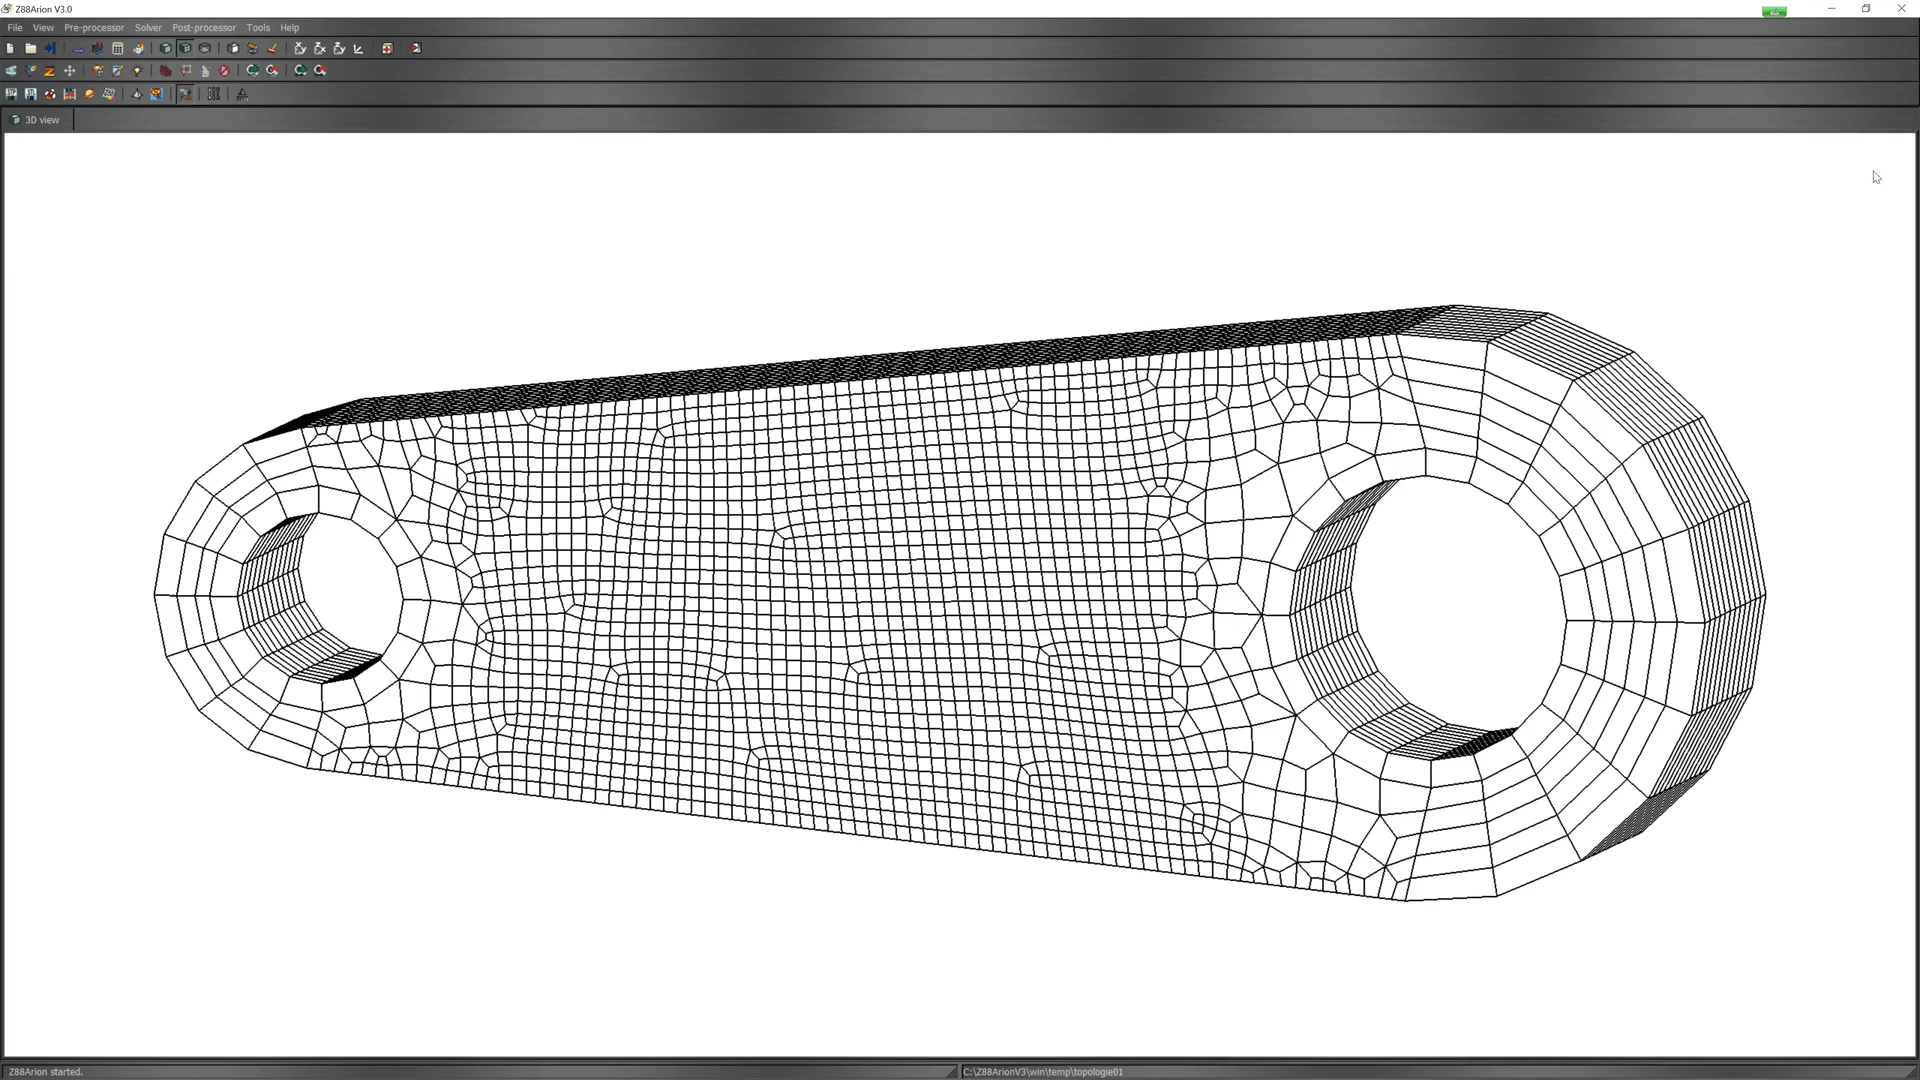 Z88Arion V3.0
File View Pre-processor Solver Post-processor Tools Help
3D view
Z88Arion started.
C:\Z88ArionV3\win\temp\topologie01